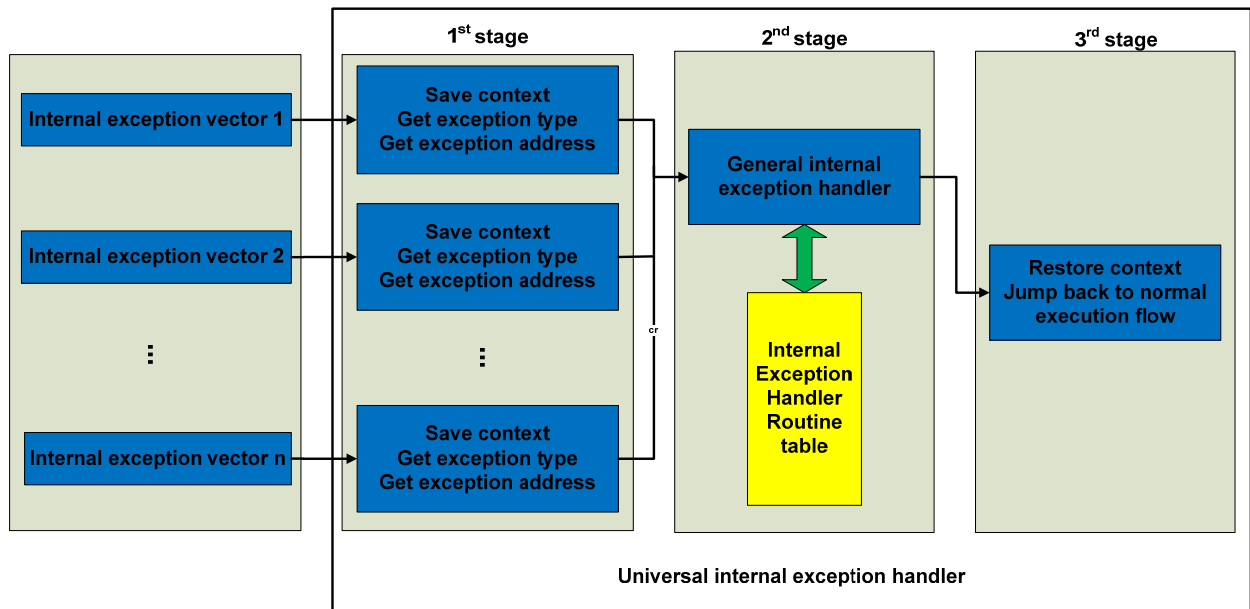 1st stage
2nd stage
3rd stage
Internal exception vector 1
Save context
Get exception type
Get exception address
General internal
exception handler
Internal exception vector 2
Save context
Get exception type
Get exception address
Restore context
Jump back to normal
execution flow
...
cr
...
Internal
Exception
Handler
Routine
table
Internal exception vector n
Save context
Get exception type
Get exception address
Universal internal exception handler